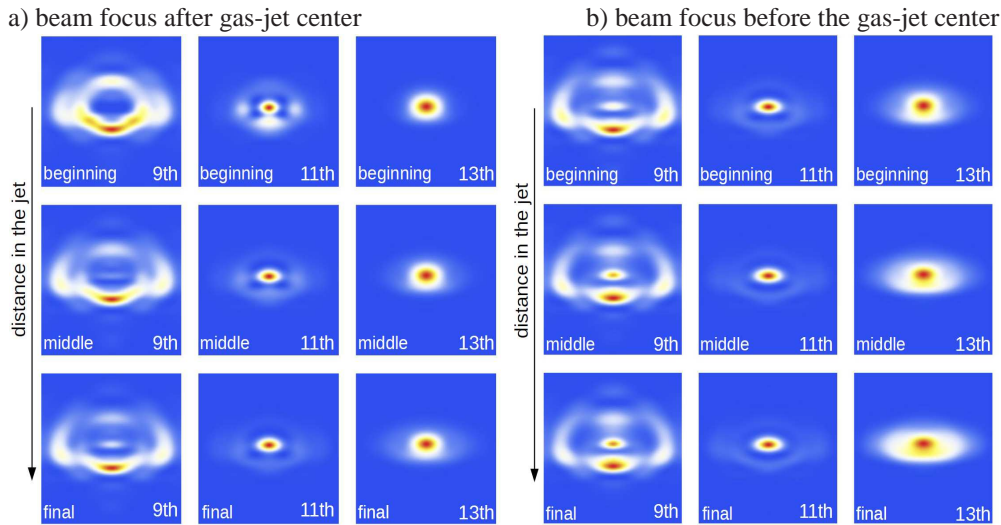 a) beam focus after gas-jet center
b) beam focus before the gas-jet center
distance in the jet
beginning 9th
beginning 11th
beginning 13th
middle 9th
middle 11th
middle 13th
final 9th
final 11th
final 13th
distance in the jet
beginning 9th
beginning 11th
beginning 13th
middle 9th
middle 11th
middle 13th
final 9th
final 11th
final 13th